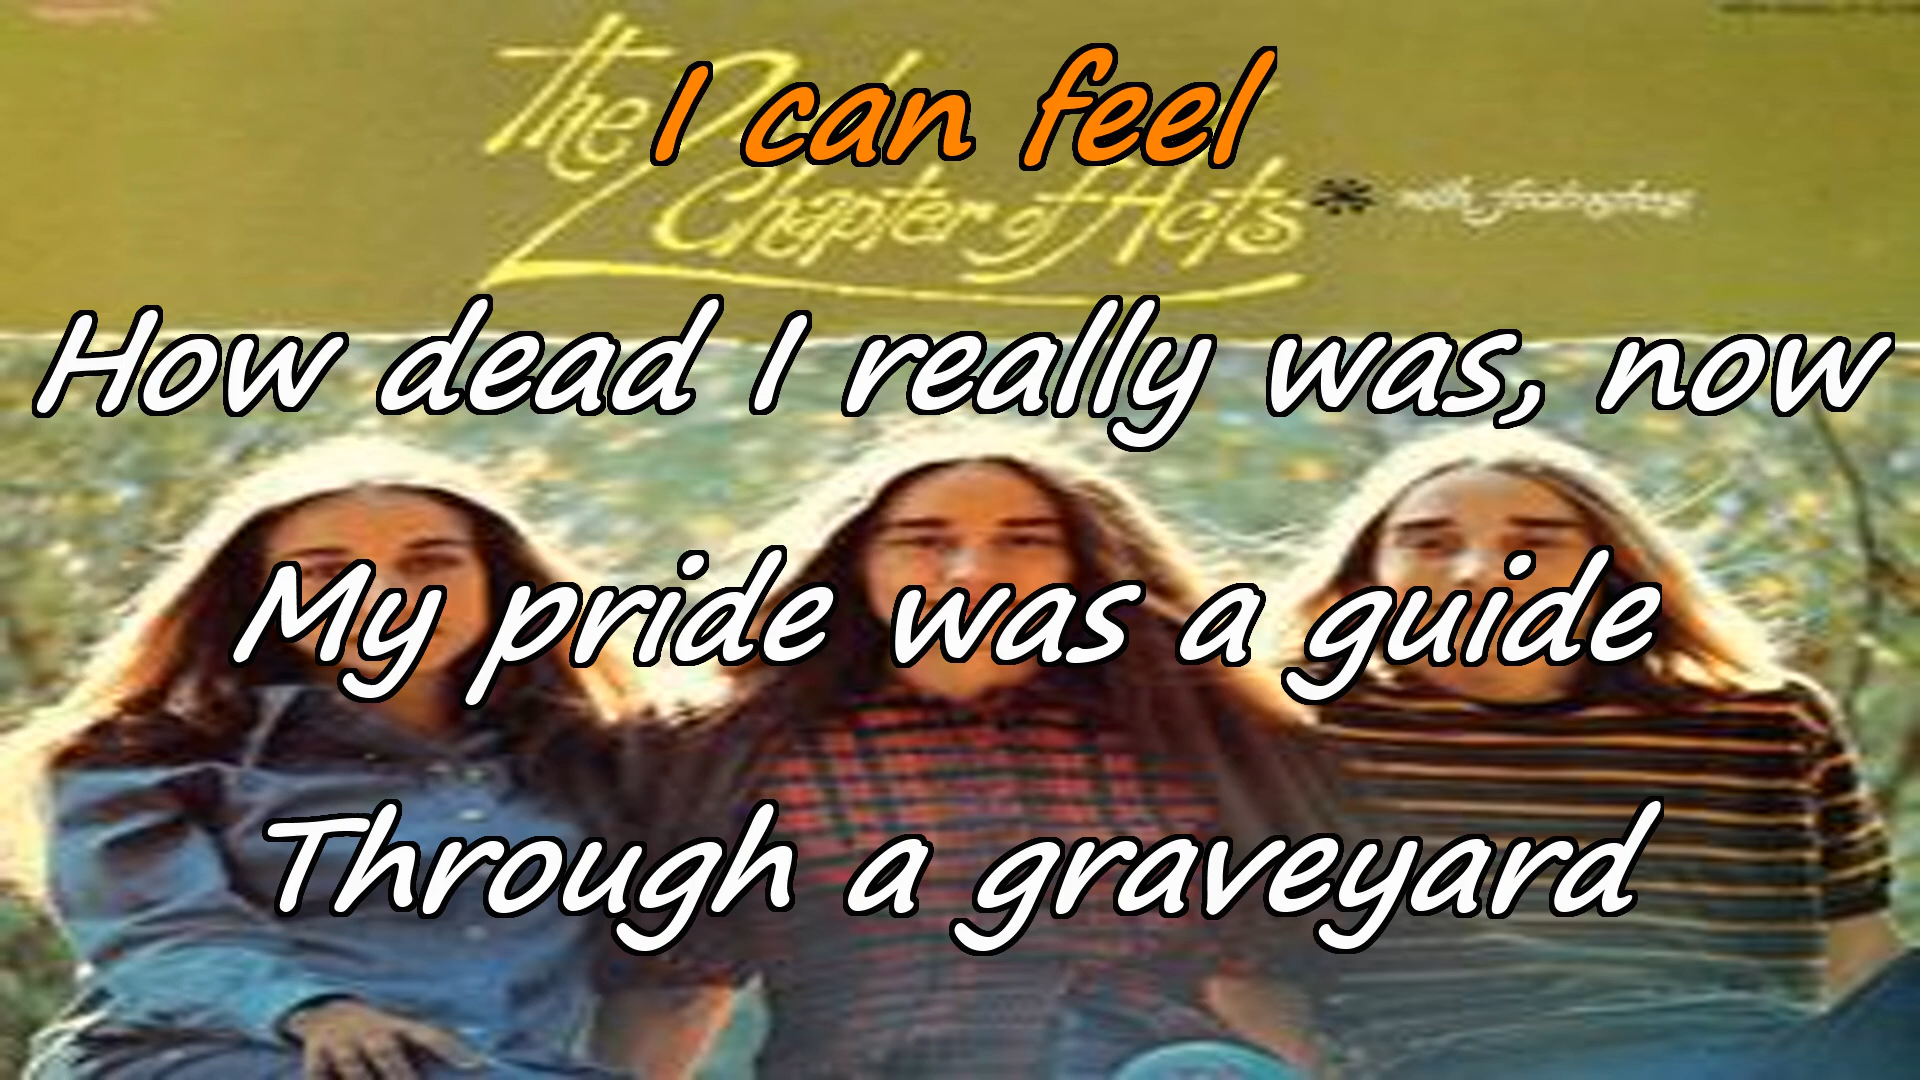 I can feel
The
Chapter of Acts
How dead I really was, now
My pride was a guide
Through a graveyard